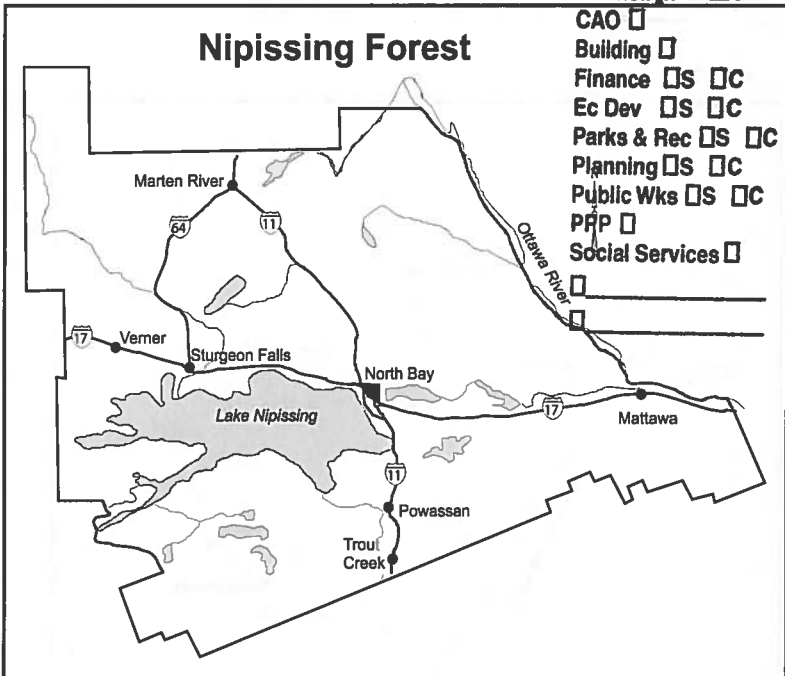 Nipissing Forest
CAO ☐
Building ☐
Finance ☐S ☐C
Ec Dev ☐S ☐C
Parks & Rec ☐S ☐C
Planning ☐S ☐C
Public Wks ☐S ☐C
PPP ☐
Social Services ☐
☐
☐
Marten River
64
11
Ottawa River
17
Verner
Sturgeon Falls
North Bay
Lake Nipissing
17
Mattawa
11
Powassan
Trout
Creek